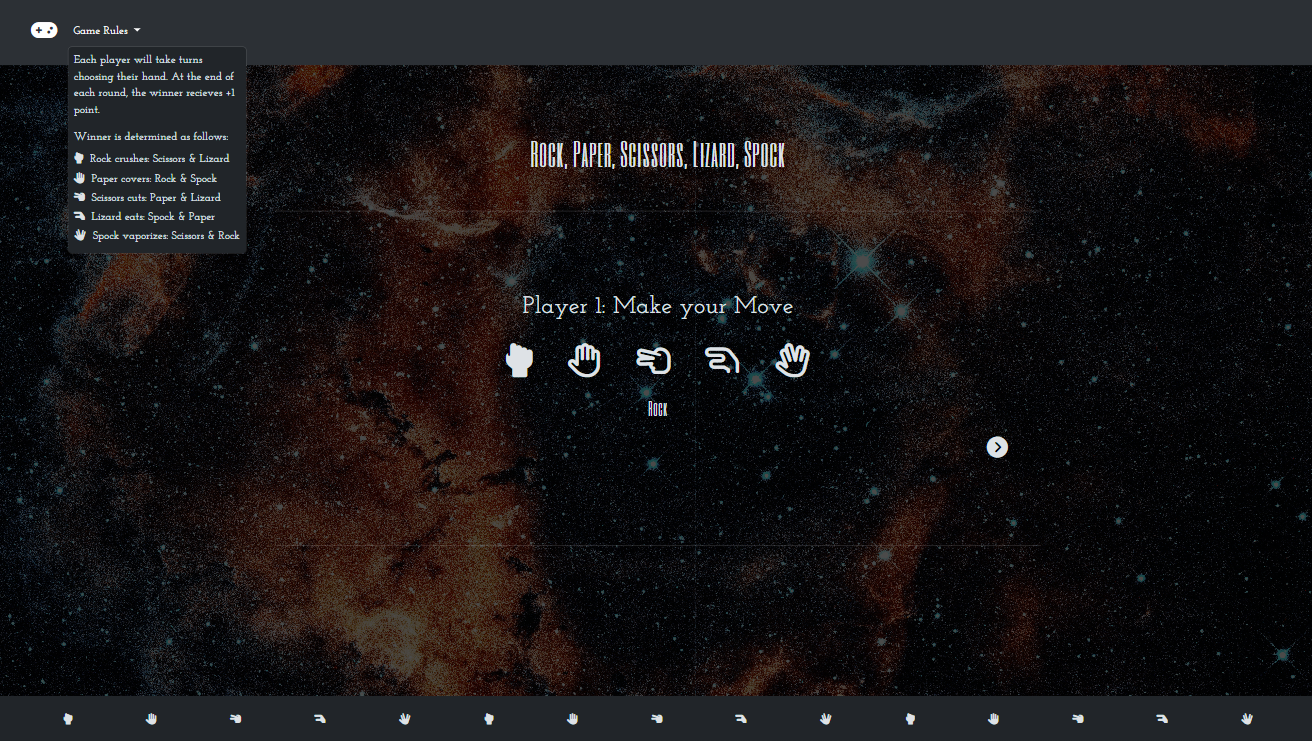 Game Rules
Each player will take turns
choosing their hand. At the end of
each round, the winner recieves +1
point.
Winner is determined as follows:
Rock crushes: Scissors & Lizard
Paper covers: Rock & Spock
Scissors cuts: Paper & Lizard
Lizard eats: Spock & Paper
Spock vaporizes: Scissors & Rock
Rock, Paper, Scissors, Lizard, Spock
Player 1: Make your Move
Rock